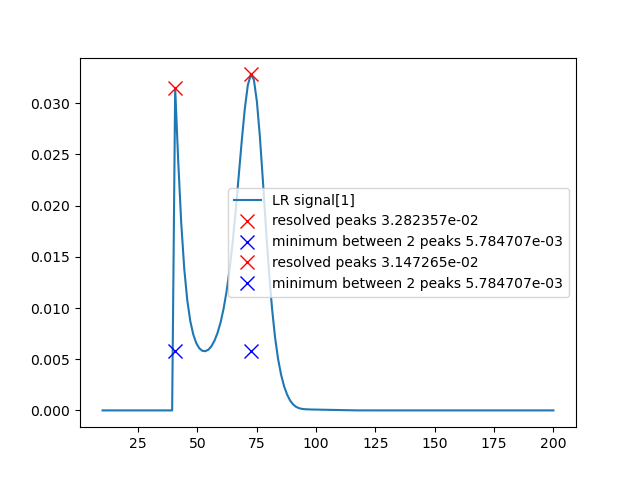 0.030
0.025
0.020
0.015
0.010
0.005
0.000
LR signal[1]
resolved peaks 3.282357e-02
minimum between 2 peaks 5.784707e-03
resolved peaks 3.147265e-02
minimum between 2 peaks 5.784707e-03
25 50 75 100 125 150 175 200